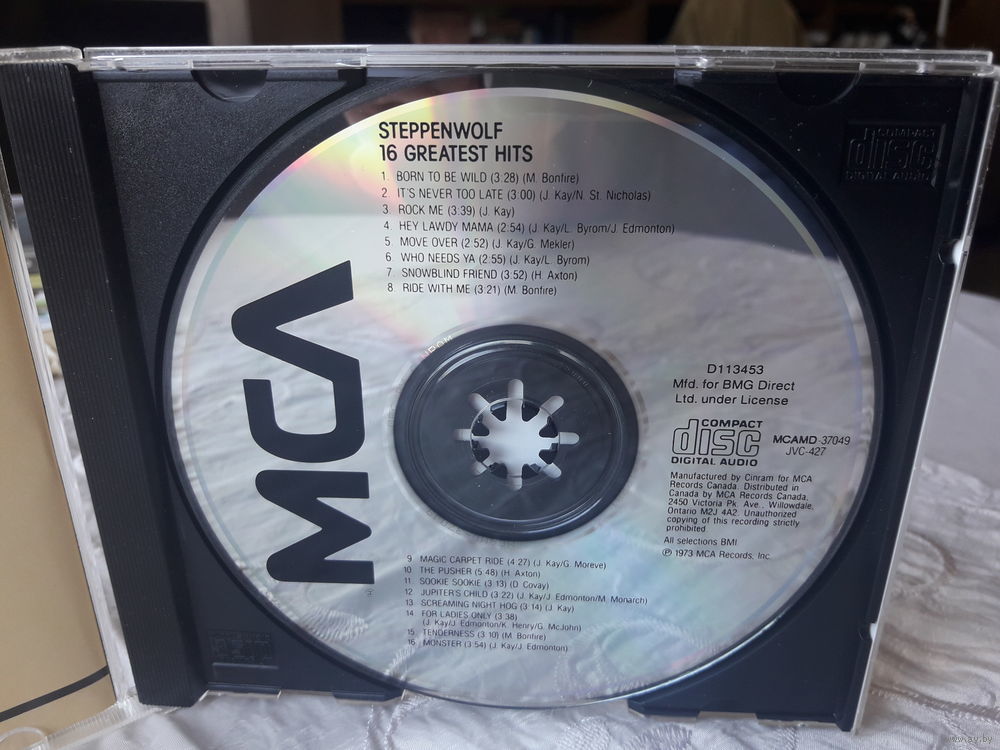 STEPPENWOLF
16 GREATEST HITS
1. BORN TO BE WILD (3:28) (M. Bonfire)
2. IT'S NEVER TOO LATE (3:00) (J. Kay/N. St. Nicholas)
3. ROCK ME (3:39) (J. Kay)
4. HEY LAWDY MAMA (2:54) (J. Kay/L. Byrom/J. Edmonton)
5. MOVE OVER (2:52) (J. Kay/G. Mekler)
6. WHO NEEDS YA (2:55) (J. Kay/L. Byrom)
7. SNOWBLIND FRIEND (3:52) (H. Axton)
8. RIDE WITH ME (3:21) (M. Bonfire)
COMPACT
disc
DIGITAL AUDIO
MCA
D113453
Mfd. for BMG Direct
Ltd. under License
COMPACT
disc
DIGITAL AUDIO
MCAMD-37049
JVC-427
Manufactured by Cinram for MCA
Records Canada. Distributed in
Canada by MCA Records Canada,
2450 Victoria Pk. Ave., Willowdale,
Ontario M2J 4A2. Unauthorized
copying of this recording strictly
prohibited.
All selections BMI
℗ 1973 MCA Records, Inc.
9 MAGIC CARPET RIDE (4:27) (J. Kay/G. Moreve)
10 THE PUSHER (5:48) (H. Axton)
11 SOOKIE SOOKIE (3:13) (D. Covay)
12 JUPITER'S CHILD (3:22) (J. Kay/J. Edmonton/M. Monarch)
13 SCREAMING NIGHT HOG (3:14) (J. Kay)
14 FOR LADIES ONLY (3:38)
(J. Kay/J. Edmonton/K. Henry/G. McJohn)
15. TENDERNESS (3:10) (M. Bonfire)
16. MONSTER (3:54) (J. Kay/J. Edmonton)
www.ay.by